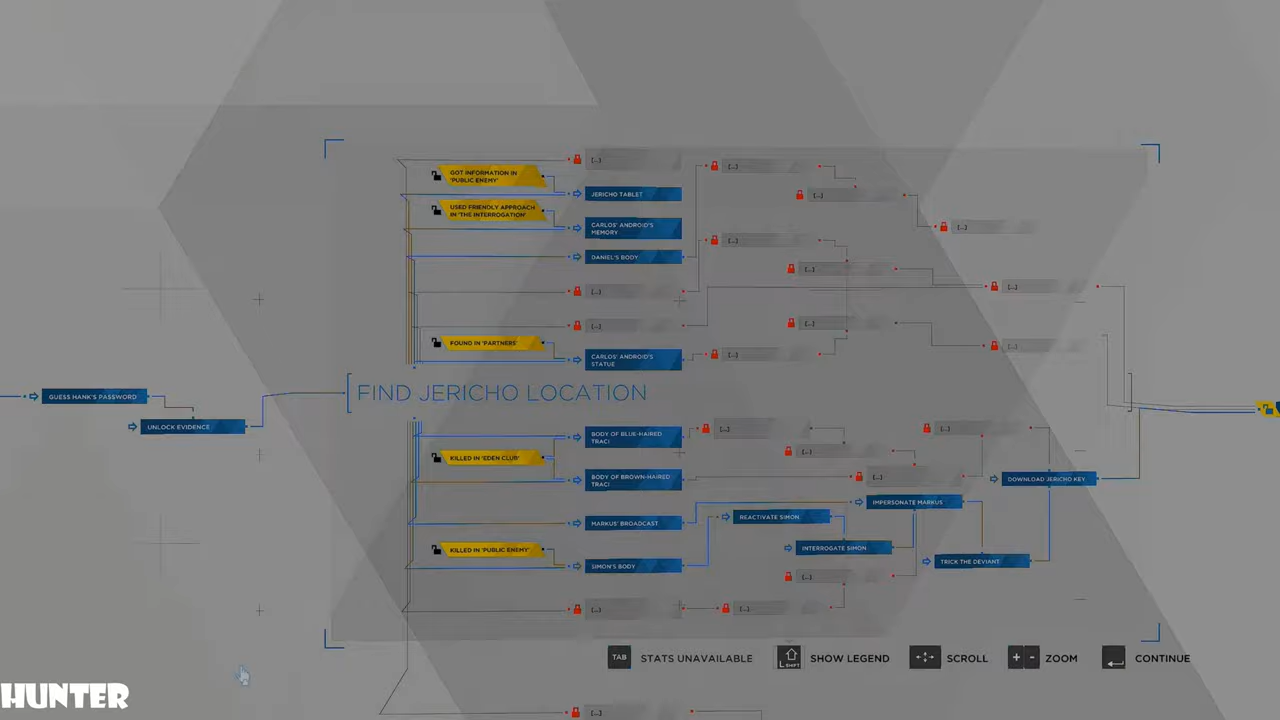 [...]
[...]
GOT INFORMATION IN
'PUBLIC ENEMY'
JERICHO TABLET
[...]
USED FRIENDLY APPROACH
IN 'THE INTERROGATION'
CARLOS' ANDROID'S
MEMORY
[...]
[...]
DANIEL'S BODY
[...]
[...]
[...]
[...]
[...]
FOUND IN 'PARTNERS'
CARLOS' ANDROID'S
STATUE
[...]
[...]
FIND JERICHO LOCATION
GUESS HANK'S PASSWORD
UNLOCK EVIDENCE
BODY OF BLUE-HAIRED
TRACI
[...]
[...]
[...]
KILLED IN 'EDEN CLUB'
BODY OF BROWN-HAIRED
TRACI
[...]
DOWNLOAD JERICHO KEY
IMPERSONATE MARKUS
MARKUS' BROADCAST
REACTIVATE SIMON
KILLED IN 'PUBLIC ENEMY'
INTERROGATE SIMON
SIMON'S BODY
TRICK THE DEVIANT
[...]
[...]
[...]
TAB STATS UNAVAILABLE
L SHIFT SHOW LEGEND
SCROLL
+ - ZOOM
CONTINUE
HUNTER
[...]